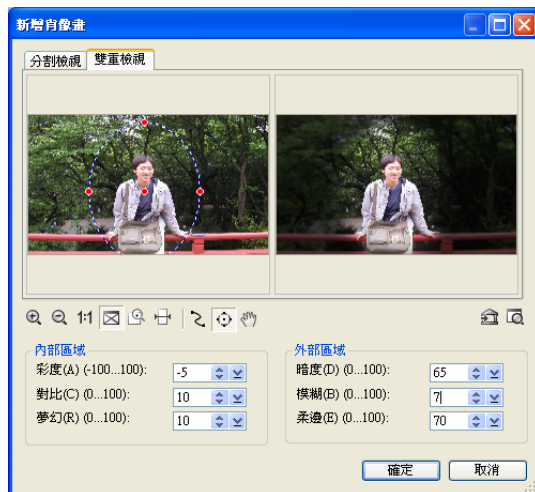 新增肖像畫
分割檢視 雙重檢視
1:1
內部區域
彩度(A) (-100...100): -5
對比(C) (0...100): 10
夢幻(R) (0...100): 10
外部區域
暗度(D) (0...100): 65
模糊(B) (0...100): 7
柔邊(E) (0...100): 70
確定 取消